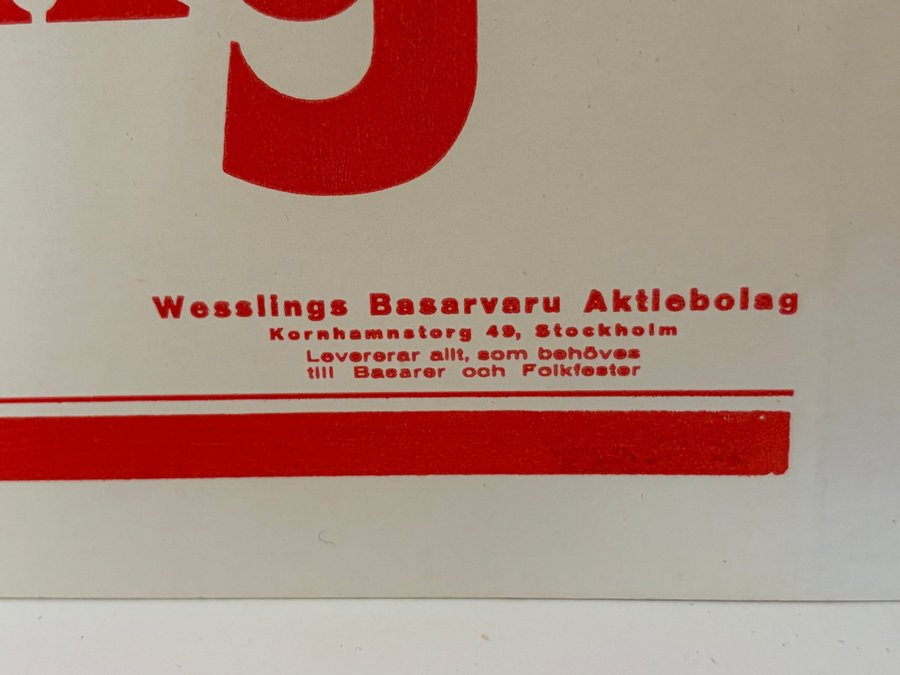 g
Wesslings Basarvaru Aktiebolag
Kornhamnstorg 49, Stockholm
Levererar allt, som behöves
till Basarer och Folkfester